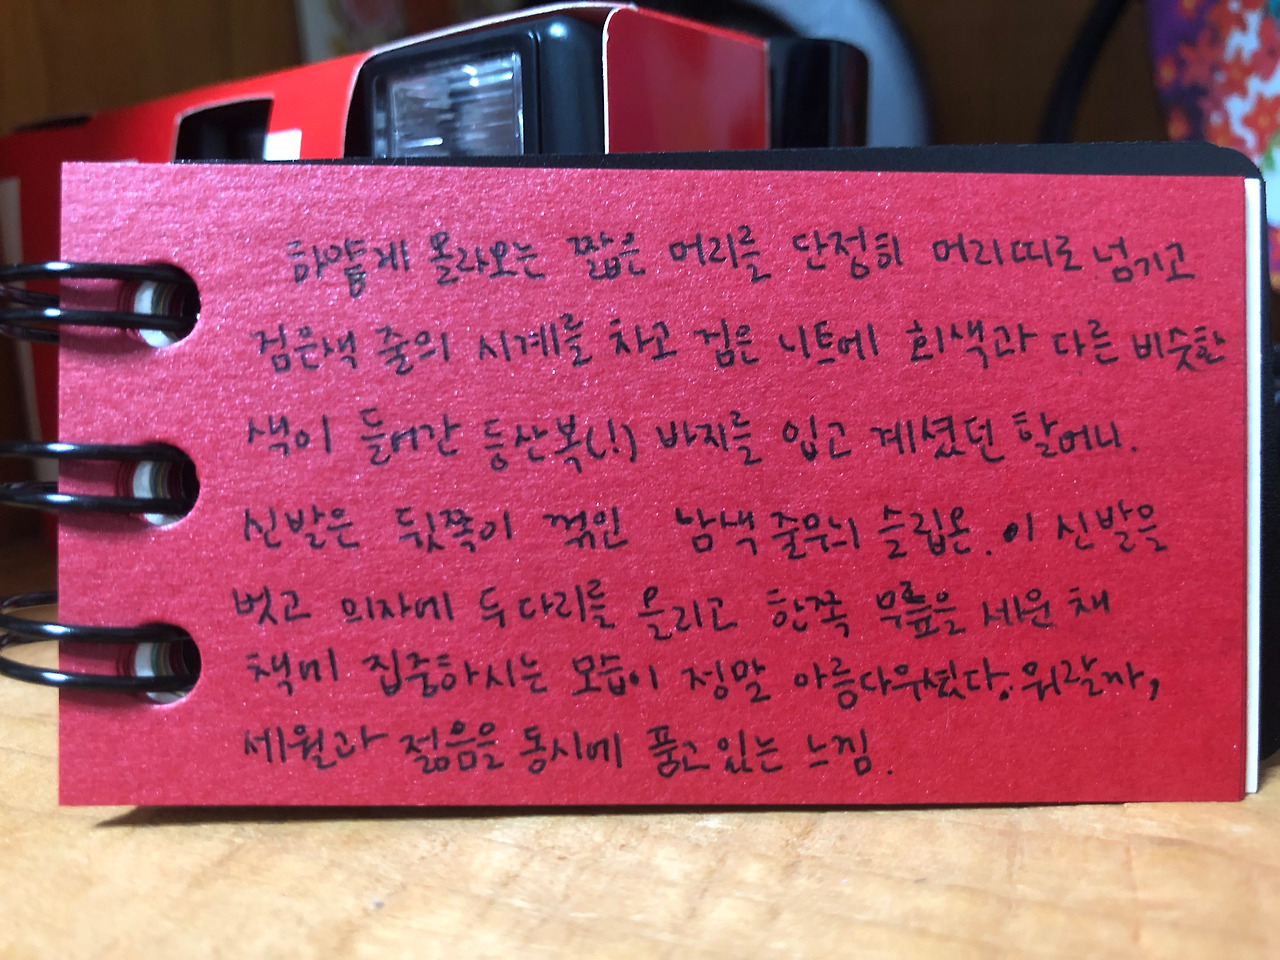 하얗게 올라오는 짧은 머리를 단정히 머리띠로 넘기고
검은색 줄의 시계를 차고 검은 니트에 회색과 다른 비슷한
색이 들어간 등산복(!) 바지를 입고 계셨던 할머니.
신발은 뒷쪽이 꺾인 남색 줄무늬 슬립온. 이 신발을
벗고 의자에 두 다리를 올리고 한쪽 무릎을 세운 채
책에 집중하시는 모습이 정말 아름다우셨다. 뭐랄까,
세월과 젊음을 동시에 품고 있는 느낌.